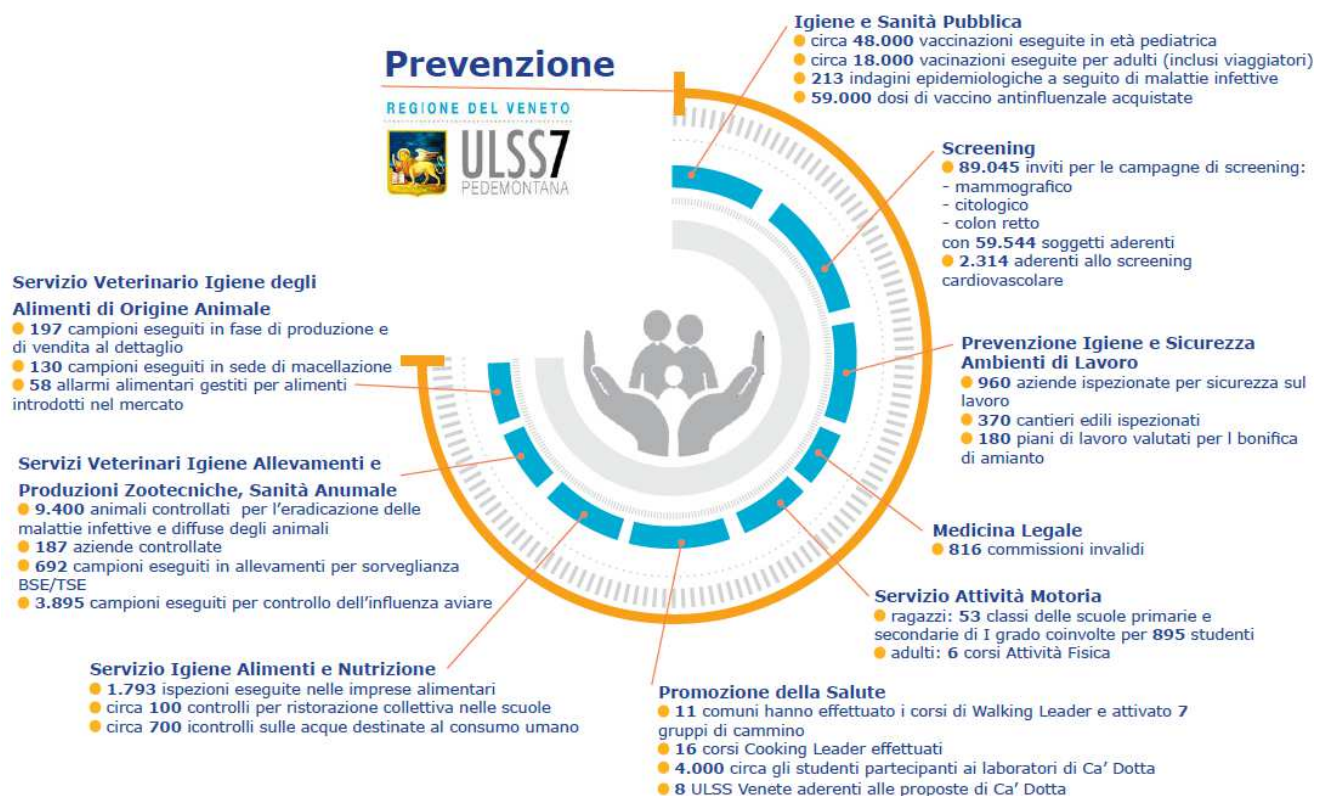 Prevenzione
REGIONE DEL VENETO
ULSS7
PEDEMONTANA
Igiene e Sanità Pubblica
circa 48.000 vaccinazioni eseguite in età pediatrica
circa 18.000 vacinazioni eseguite per adulti (inclusi viaggiatori)
213 indagini epidemiologiche a seguito di malattie infettive
59.000 dosi di vaccino antinfluenzale acquistate
Screening
89.045 inviti per le campagne di screening:
- mammografico
- citologico
- colon retto
con 59.544 soggetti aderenti
2.314 aderenti allo screening
cardiovascolare
Prevenzione Igiene e Sicurezza
Ambienti di Lavoro
960 aziende ispezionate per sicurezza sul
lavoro
370 cantieri edili ispezionati
180 piani di lavoro valutati per l bonifica
di amianto
Medicina Legale
816 commissioni invalidi
Servizio Attività Motoria
ragazzi: 53 classi delle scuole primarie e
secondarie di I grado coinvolte per 895 studenti
adulti: 6 corsi Attività Fisica
Promozione della Salute
11 comuni hanno effettuato i corsi di Walking Leader e attivato 7
gruppi di cammino
16 corsi Cooking Leader effettuati
4.000 circa gli studenti partecipanti ai laboratori di Ca' Dotta
8 ULSS Venete aderenti alle proposte di Ca' Dotta
Servizio Igiene Alimenti e Nutrizione
1.793 ispezioni eseguite nelle imprese alimentari
circa 100 controlli per ristorazione collettiva nelle scuole
circa 700 icontrolli sulle acque destinate al consumo umano
Servizi Veterinari Igiene Allevamenti e
Produzioni Zootecniche, Sanità Anumale
9.400 animali controllati per l'eradicazione delle
malattie infettive e diffuse degli animali
187 aziende controllate
692 campioni eseguiti in allevamenti per sorveglianza
BSE/TSE
3.895 campioni eseguiti per controllo dell'influenza aviare
Servizio Veterinario Igiene degli
Alimenti di Origine Animale
197 campioni eseguiti in fase di produzione e
di vendita al dettaglio
130 campioni eseguiti in sede di macellazione
58 allarmi alimentari gestiti per alimenti
introdotti nel mercato